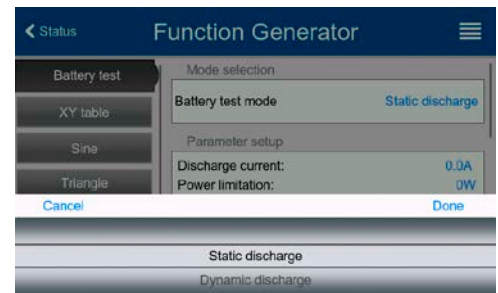 Status
Function Generator
Battery test
Mode selection
XY table
Battery test mode Static discharge
Sine
Parameter setup
Triangle
Discharge current: 0.0A
Power limitation: 0W
Cancel Done
Static discharge
Dynamic discharge